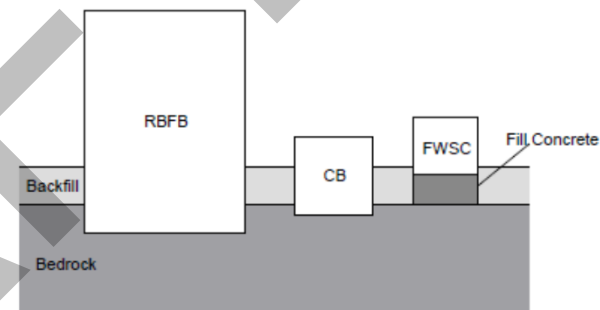 RBFB
FWSC
Fill Concrete
CB
Backfill
Bedrock